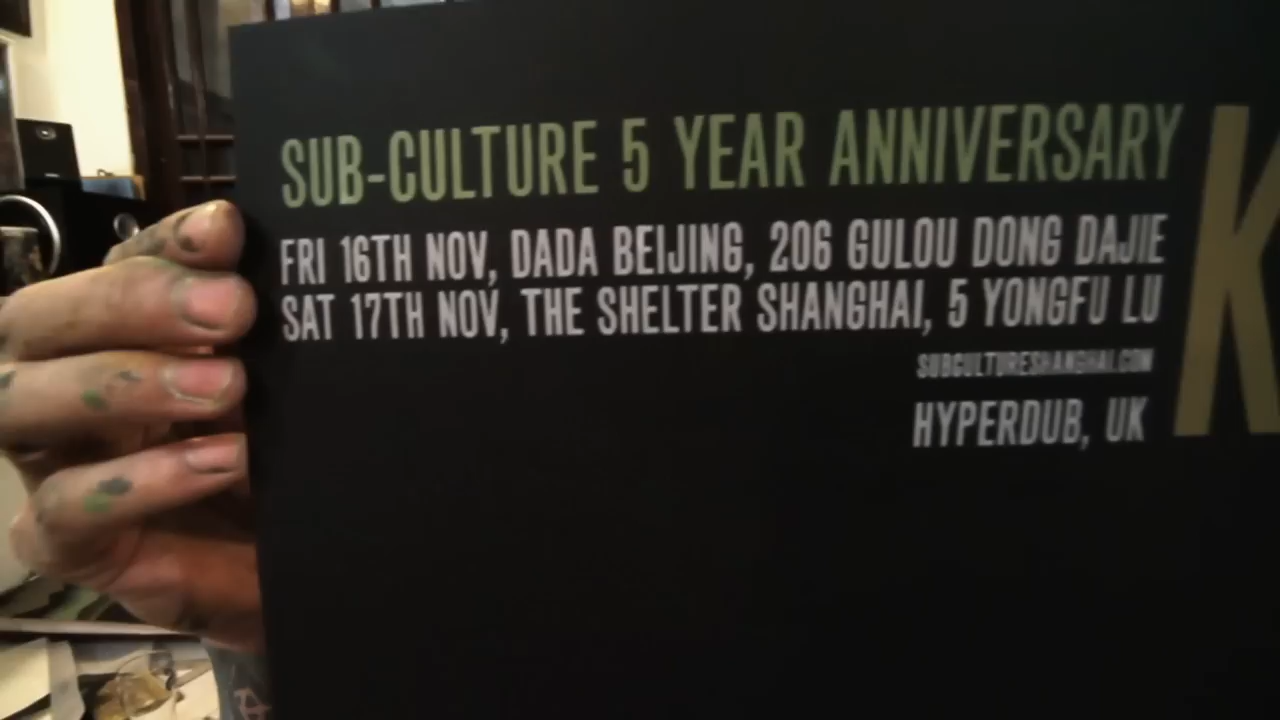 SUB-CULTURE 5 YEAR ANNIVERSARY
FRI 16TH NOV, DADA BEIJING, 206 GULOU DONG DAJIE
SAT 17TH NOV, THE SHELTER SHANGHAI, 5 YONGFU LU
SUBCULTURESHANGHAI.COM
HYPERDUB, UK
K